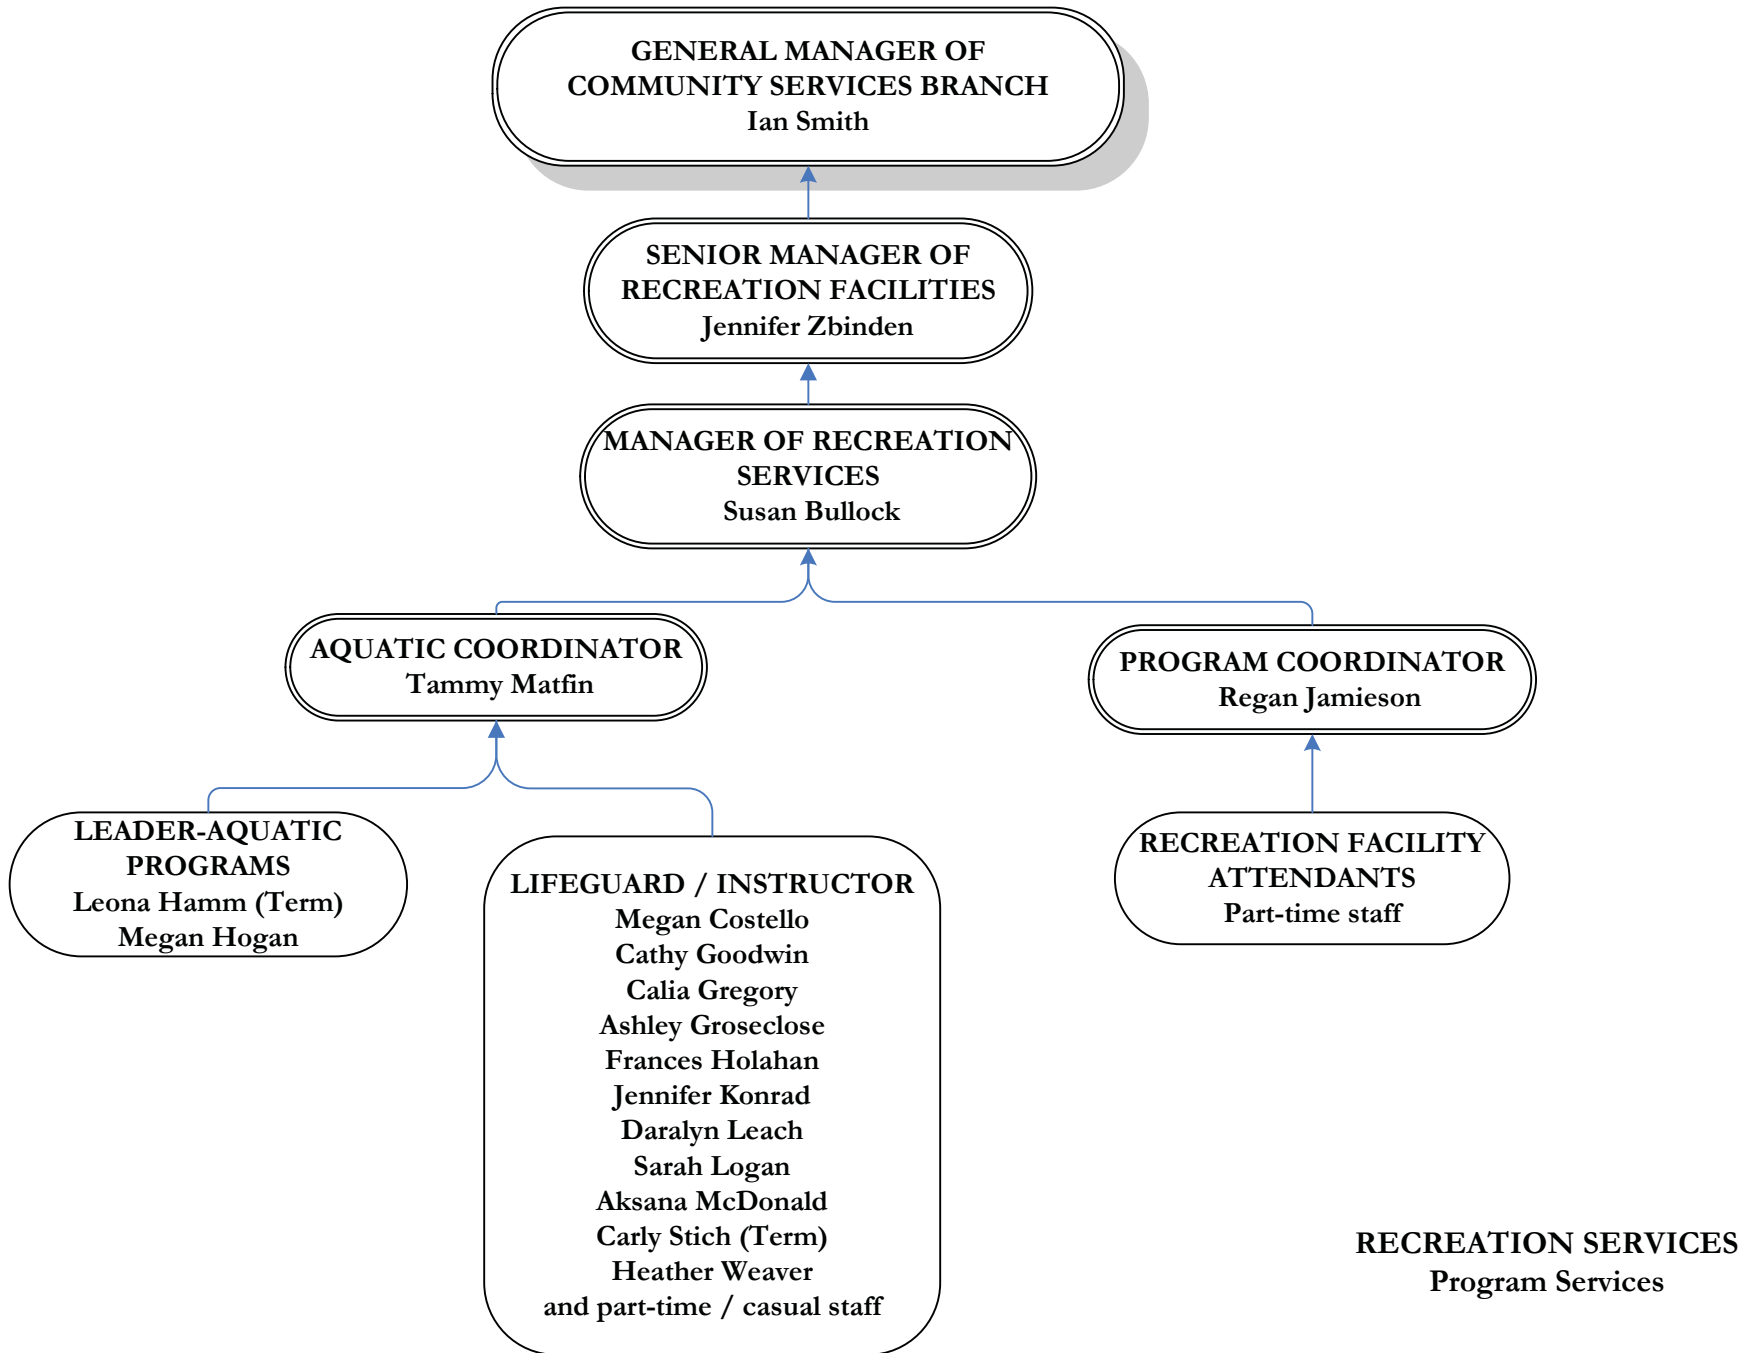 GENERAL MANAGER OF
COMMUNITY SERVICES BRANCH
Ian Smith
SENIOR MANAGER OF
RECREATION FACILITIES
Jennifer Zbinden
MANAGER OF RECREATION
SERVICES
Susan Bullock
AQUATIC COORDINATOR
Tammy Matfin
PROGRAM COORDINATOR
Regan Jamieson
LEADER-AQUATIC
PROGRAMS
Leona Hamm (Term)
Megan Hogan
LIFEGUARD / INSTRUCTOR
Megan Costello
Cathy Goodwin
Calia Gregory
Ashley Groseclose
Frances Holahan
Jennifer Konrad
Daralyn Leach
Sarah Logan
Aksana McDonald
Carly Stich (Term)
Heather Weaver
and part-time / casual staff
RECREATION FACILITY
ATTENDANTS
Part-time staff
RECREATION SERVICES
Program Services